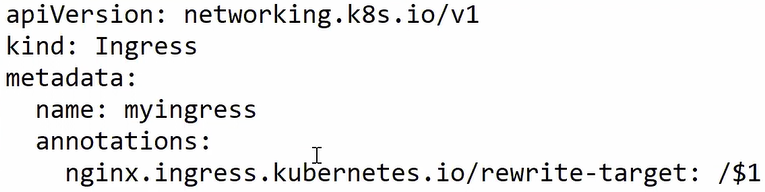 apiVersion: networking.k8s.io/v1
kind: Ingress
metadata:
  name: myingress
  annotations:
    nginx.ingress.kubernetes.io/rewrite-target: /$1